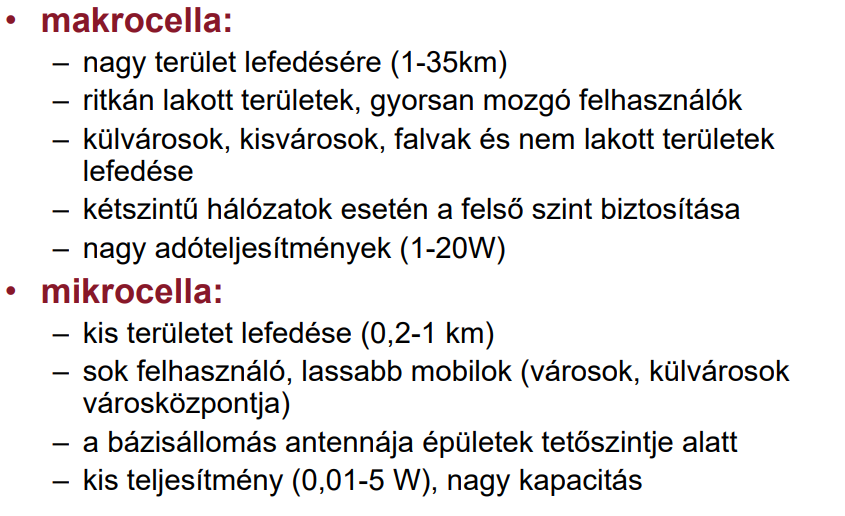 • makrocella:
– nagy terület lefedésére (1-35km)
– ritkán lakott területek, gyorsan mozgó felhasználók
– külvárosok, kisvárosok, falvak és nem lakott területek
lefedése
– kétszintű hálózatok esetén a felső szint biztosítása
– nagy adóteljesítmények (1-20W)
• mikrocella:
– kis területet lefedése (0,2-1 km)
– sok felhasználó, lassabb mobilok (városok, külvárosok
városközpontja)
– a bázisállomás antennája épületek tetőszintje alatt
– kis teljesítmény (0,01-5 W), nagy kapacitás